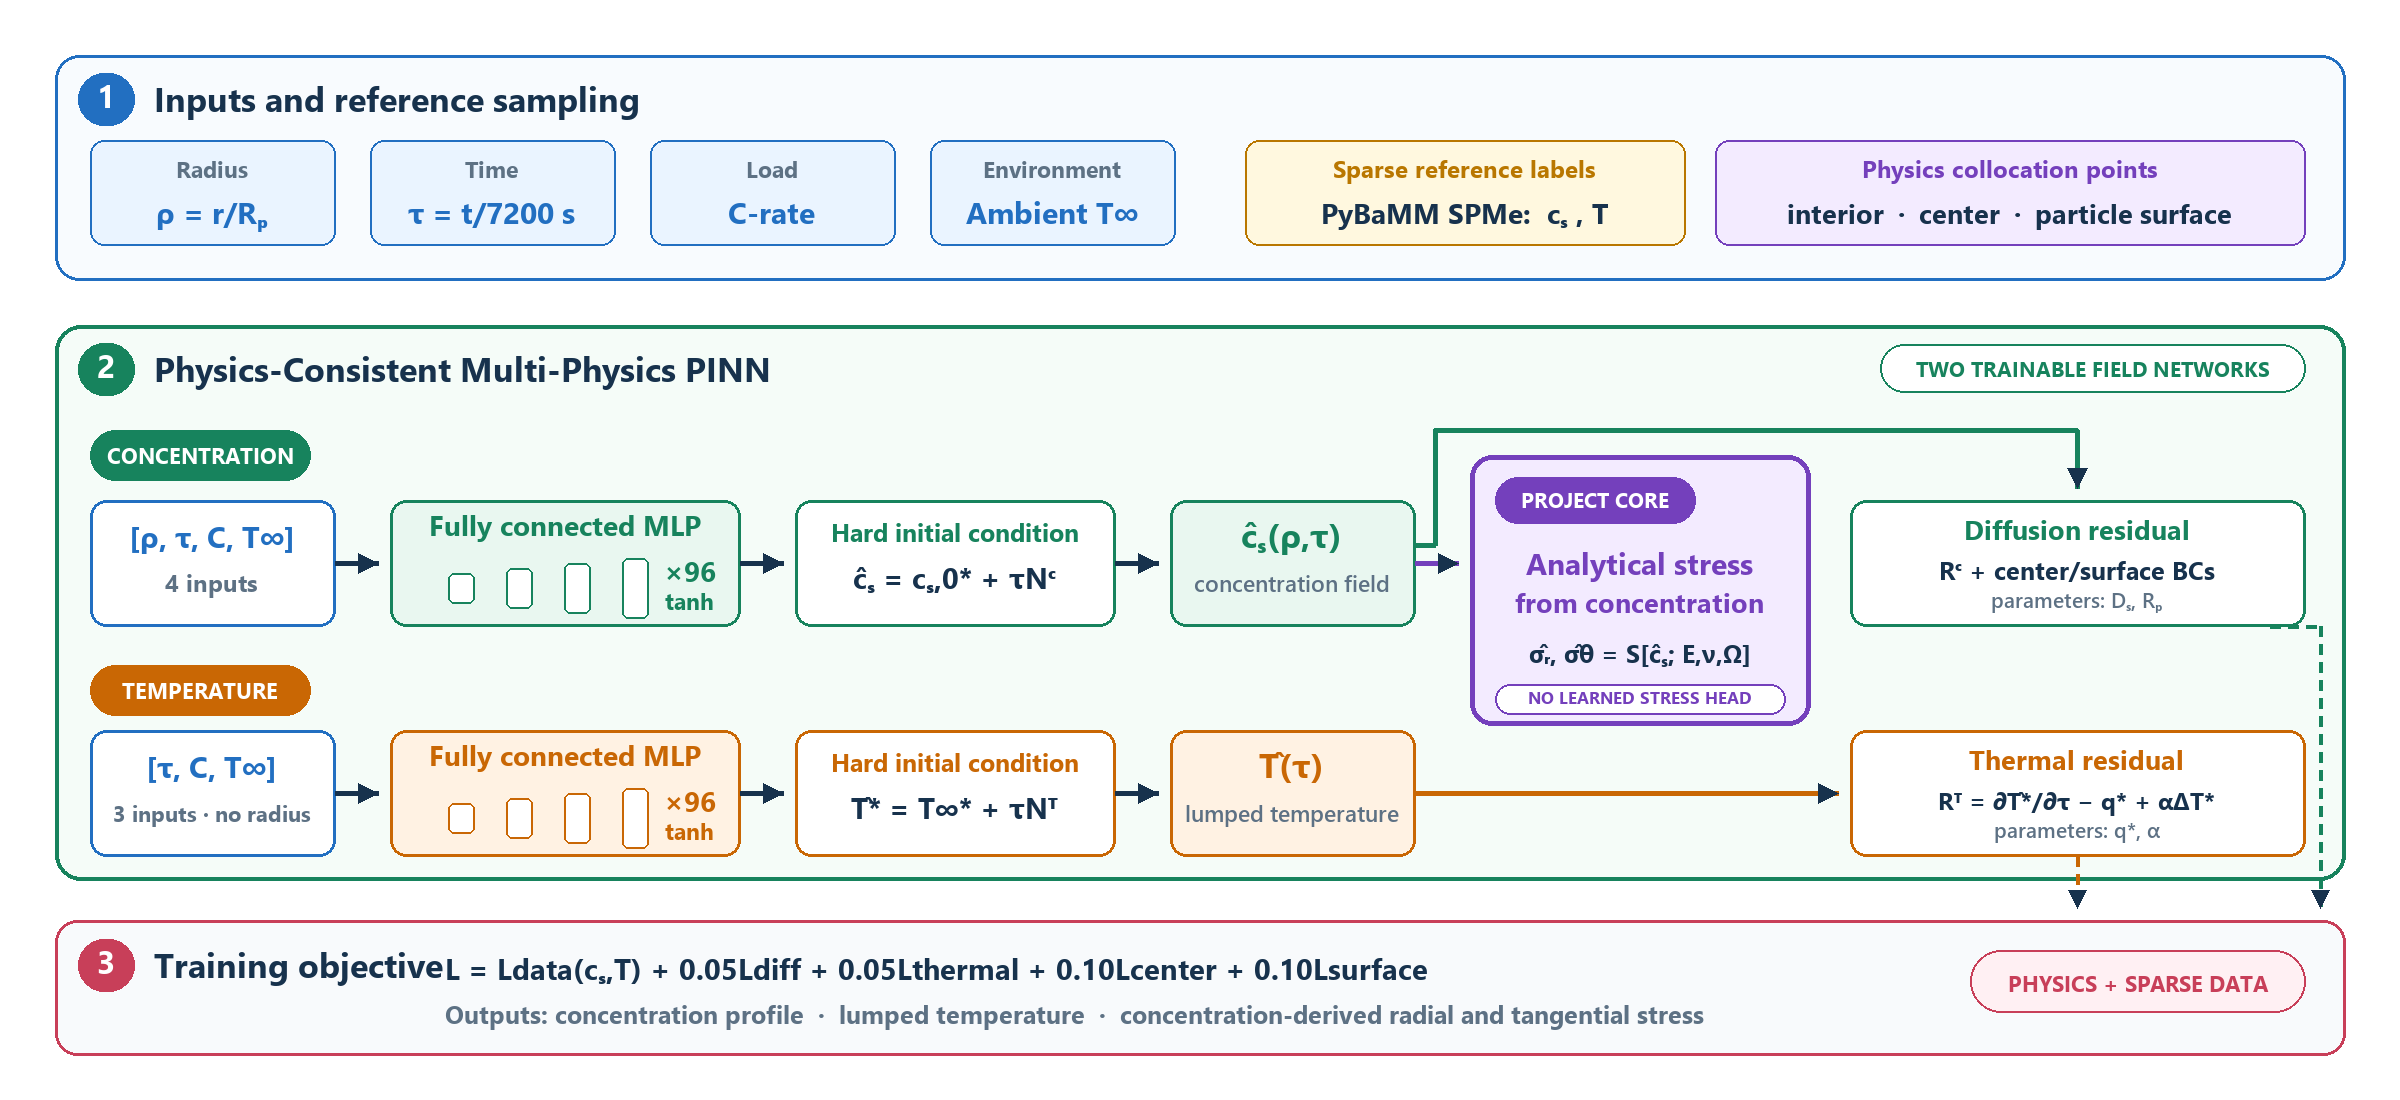 1 Inputs and reference sampling
Radius
ρ = r/Rₚ
Time
τ = t/7200 s
Load
C-rate
Environment
Ambient T∞
Sparse reference labels
PyBaMM SPMe: cₛ , T
Physics collocation points
interior · center · particle surface
2 Physics-Consistent Multi-Physics PINN
TWO TRAINABLE FIELD NETWORKS
CONCENTRATION
[ρ, τ, C, T∞]
4 inputs
Fully connected MLP
×96
tanh
Hard initial condition
ĉₛ = cₛ,0* + τNᶜ
ĉₛ(ρ,τ)
concentration field
PROJECT CORE
Analytical stress
from concentration
σ̂ᵣ, σ̂θ = S[ĉₛ; E,ν,Ω]
NO LEARNED STRESS HEAD
Diffusion residual
Rᶜ + center/surface BCs
parameters: Dₛ, Rₚ
TEMPERATURE
[τ, C, T∞]
3 inputs · no radius
Fully connected MLP
×96
tanh
Hard initial condition
T̂* = T∞* + τNᵀ
T̂(τ)
lumped temperature
Thermal residual
Rᵀ = ∂T̂*/∂τ − q* + αΔT*
parameters: q*, α
3 Training objective L = Ldata(cₛ,T) + 0.05Ldiff + 0.05Lthermal + 0.10Lcenter + 0.10Lsurface
Outputs: concentration profile · lumped temperature · concentration-derived radial and tangential stress
PHYSICS + SPARSE DATA